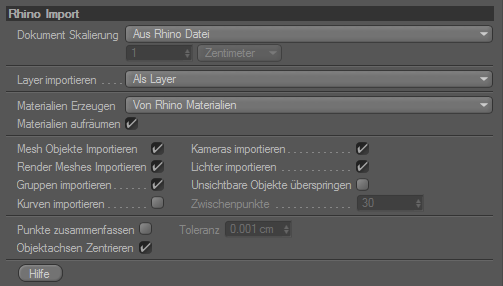 Rhino Import
Dokument Skalierung Aus Rhino Datei
1 Zentimeter
Layer importieren . . . . Als Layer
Materialien Erzeugen Von Rhino Materialien
Materialien aufräumen
Mesh Objekte Importieren Kameras importieren . . . . . . . . . . .
Render Meshes Importieren Lichter importieren . . . . . . . . . . . .
Gruppen importieren . . . . . . Unsichtbare Objekte überspringen
Kurven importieren . . . . . . . Zwischenpunkte . . . . . . . . . . . . . 30
Punkte zusammenfassen Toleranz 0.001 cm
Objektachsen Zentrieren
Hilfe